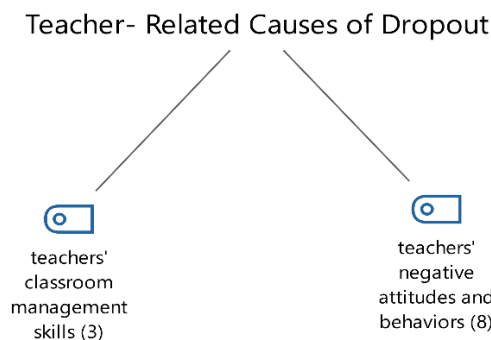 Teacher- Related Causes of Dropout
teachers'
classroom
management
skills (3)
teachers'
negative
attitudes and
behaviors (8)